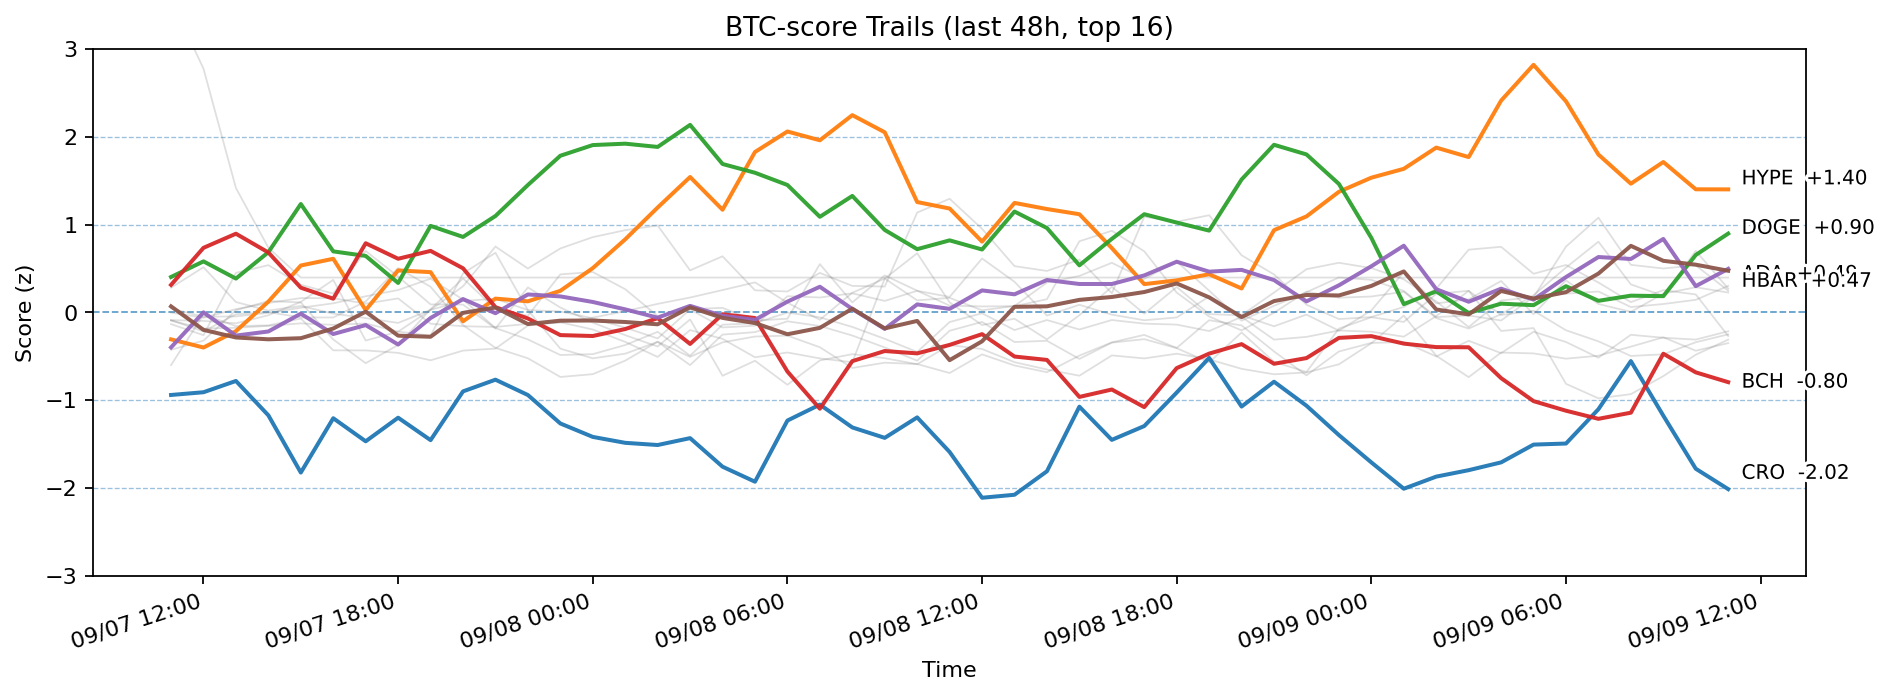 BTC-score Trails (last 48h, top 16)
Score (z)
3
2
1
0
−1
−2
−3
HYPE +1.40
DOGE +0.90
HBAR +0.47
BCH -0.80
CRO -2.02
09/07 12:00
09/07 18:00
09/08 00:00
09/08 06:00
09/08 12:00
09/08 18:00
09/09 00:00
09/09 06:00
09/09 12:00
Time